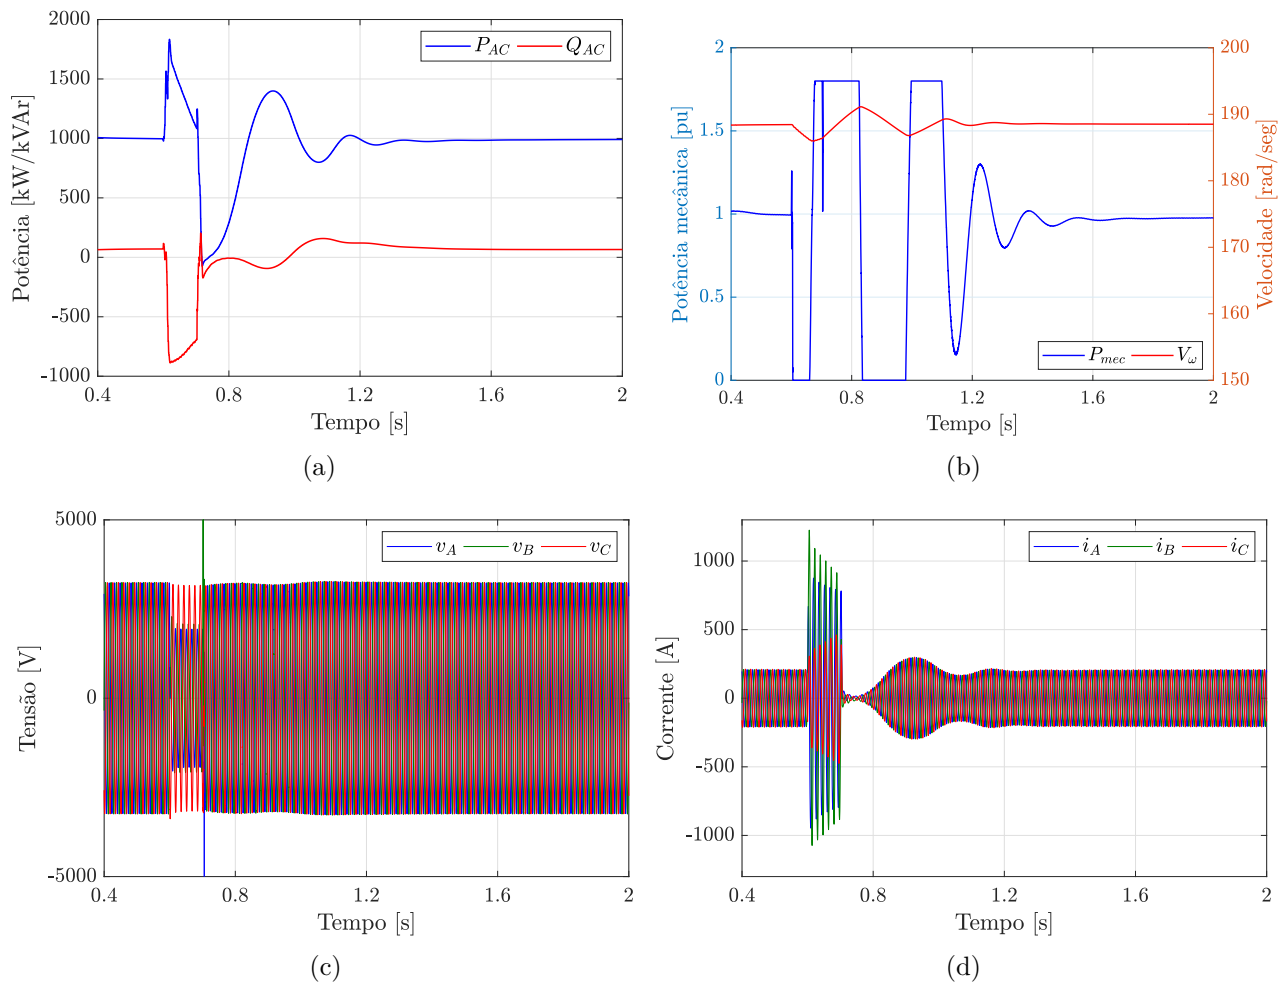 2000
1500
1000
500
0
-500
-1000
Potência [kW/kVAr]
P_AC Q_AC
0.4 0.8 1.2 1.6 2
Tempo [s]
(a)
2
1.5
1
0.5
0
Potência mecânica [pu]
200
190
180
170
160
150
Velocidade [rad/seg]
P_mec V_ω
0.4 0.8 1.2 1.6 2
Tempo [s]
(b)
5000
0
-5000
Tensão [V]
v_A v_B v_C
0.4 0.8 1.2 1.6 2
Tempo [s]
(c)
1000
500
0
-500
-1000
Corrente [A]
i_A i_B i_C
0.4 0.8 1.2 1.6 2
Tempo [s]
(d)